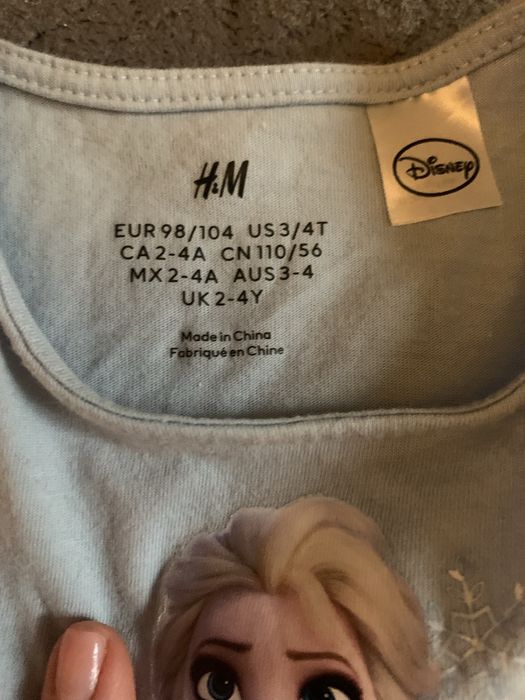 H&M
Disney
EUR 98/104 US 3/4T
CA 2-4A CN 110/56
MX 2-4A AUS 3-4
UK 2-4Y
Made in China
Fabriqué en Chine